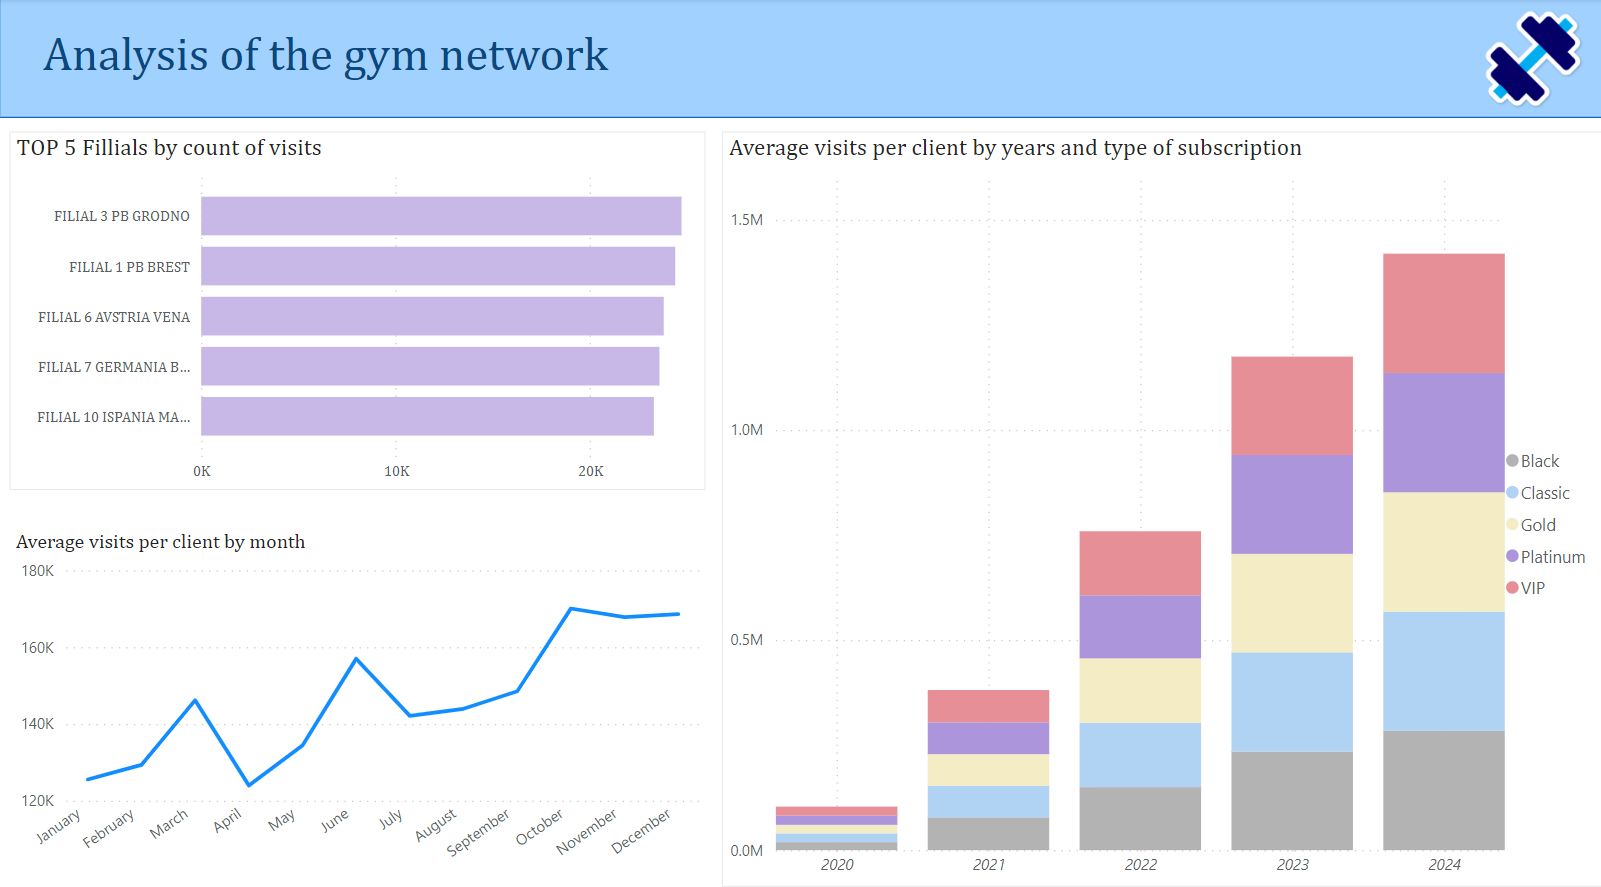 Analysis of the gym network
TOP 5 Fillials by count of visits
FILIAL 3 PB GRODNO
FILIAL 1 PB BREST
FILIAL 6 AVSTRIA VENA
FILIAL 7 GERMANIA B...
FILIAL 10 ISPANIA MA...
0K 10K 20K
Average visits per client by month
180K
160K
140K
120K
January February March April May June July August September October November December
Average visits per client by years and type of subscription
1.5M
1.0M
0.5M
0.0M
2020 2021 2022 2023 2024
Black
Classic
Gold
Platinum
VIP